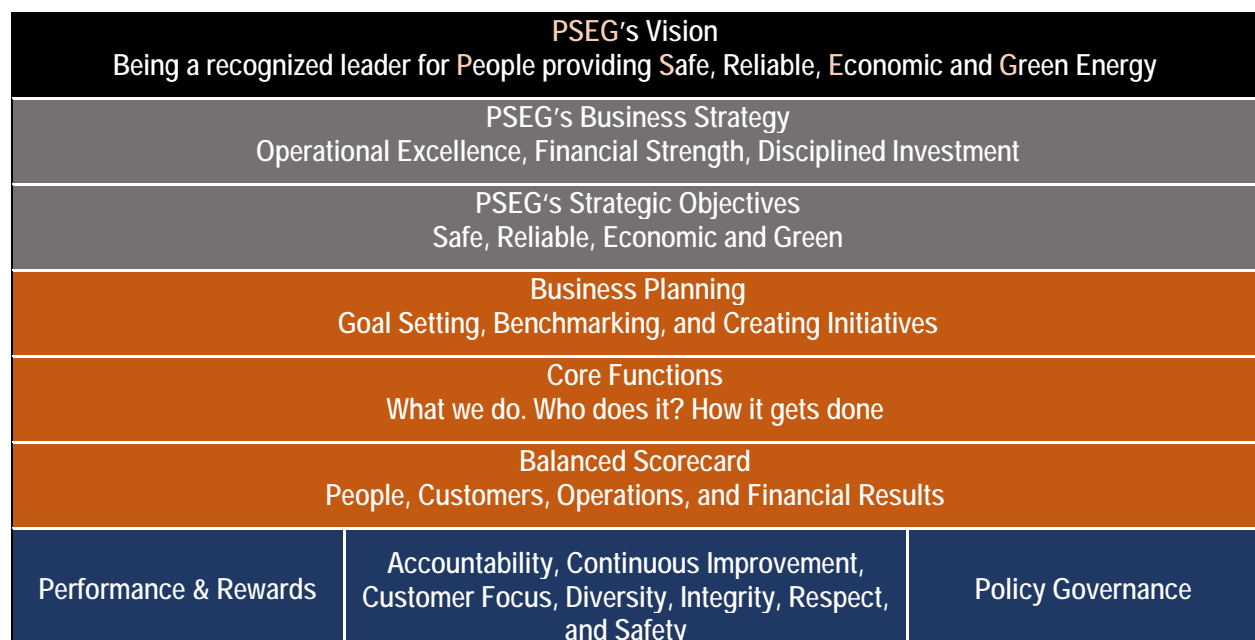 PSEG's Vision
Being a recognized leader for People providing Safe, Reliable, Economic and Green Energy
PSEG's Business Strategy
Operational Excellence, Financial Strength, Disciplined Investment
PSEG's Strategic Objectives
Safe, Reliable, Economic and Green
Business Planning
Goal Setting, Benchmarking, and Creating Initiatives
Core Functions
What we do. Who does it? How it gets done
Balanced Scorecard
People, Customers, Operations, and Financial Results
Performance & Rewards
Accountability, Continuous Improvement,
Customer Focus, Diversity, Integrity, Respect,
and Safety
Policy Governance